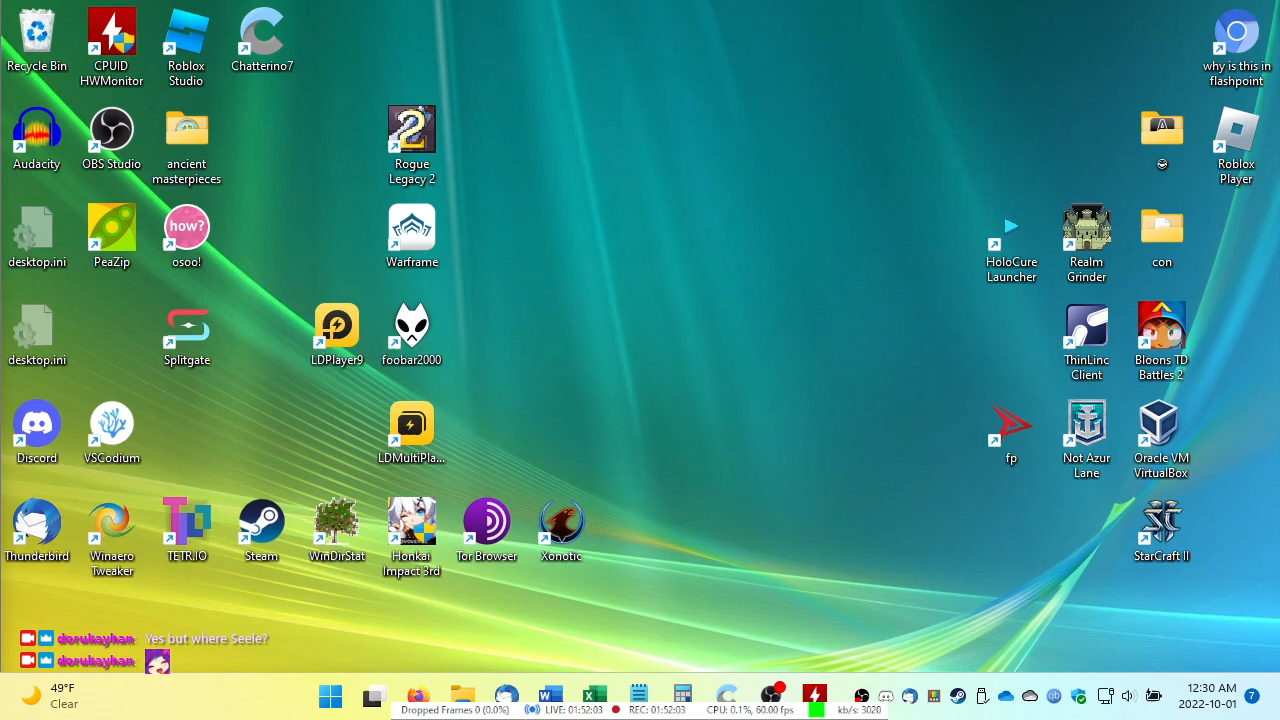 Recycle Bin
CPUID
HWMonitor
Roblox
Studio
Chatterino7
why is this in
flashpoint
Audacity
OBS Studio
ancient
masterpieces
2
Rogue
Legacy 2
Roblox
Player
desktop.ini
PeaZip
how?
osoo!
Warframe
HoloCure
Launcher
Realm
Grinder
con
desktop.ini
Splitgate
LDPlayer9
foobar2000
ThinLinc
Client
Bloons TD
Battles 2
Discord
VSCodium
LDMultiPla...
fp
Not Azur
Lane
Oracle VM
VirtualBox
Thunderbird
Winaero
Tweaker
TETR.IO
Steam
WinDirStat
Honkai
Impact 3rd
Tor Browser
Xonotic
StarCraft II
dorukayhan Yes but where Seele?
dorukayhan
49°F
Clear
12:30 AM
2022-10-01
7
Dropped Frames 0 (0.0%) LIVE: 01:52:03 REC: 01:52:03 CPU: 0.1%, 60.00 fps kb/s: 3020